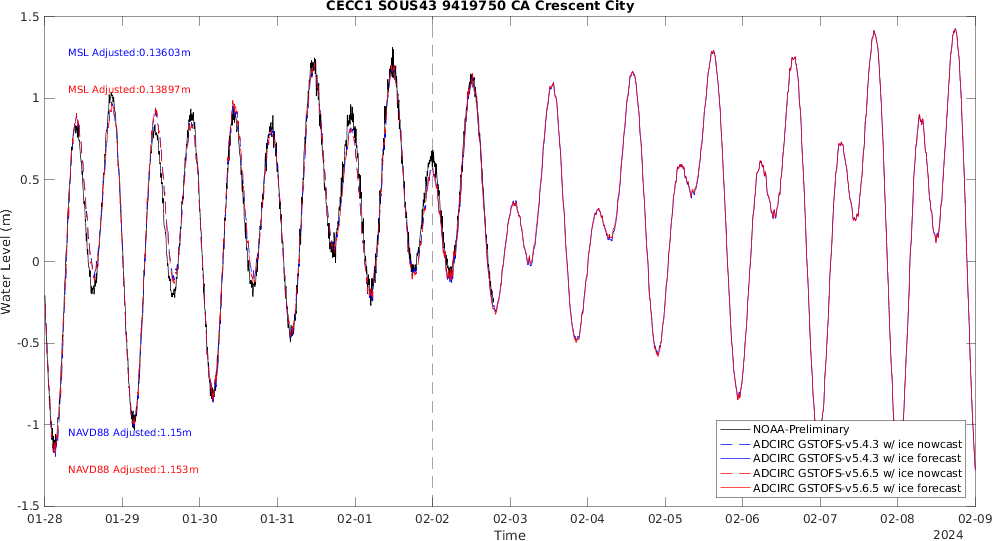 CECC1 SOUS43 9419750 CA Crescent City
1.5
1
0.5
0
-0.5
-1
-1.5
Water Level (m)
MSL Adjusted:0.13603m
MSL Adjusted:0.13897m
NAVD88 Adjusted:1.15m
NAVD88 Adjusted:1.153m
NOAA-Preliminary
ADCIRC GSTOFS-v5.4.3 w/ ice nowcast
ADCIRC GSTOFS-v5.4.3 w/ ice forecast
ADCIRC GSTOFS-v5.6.5 w/ ice nowcast
ADCIRC GSTOFS-v5.6.5 w/ ice forecast
01-28 01-29 01-30 01-31 02-01 02-02 02-03 02-04 02-05 02-06 02-07 02-08 02-09
Time
2024